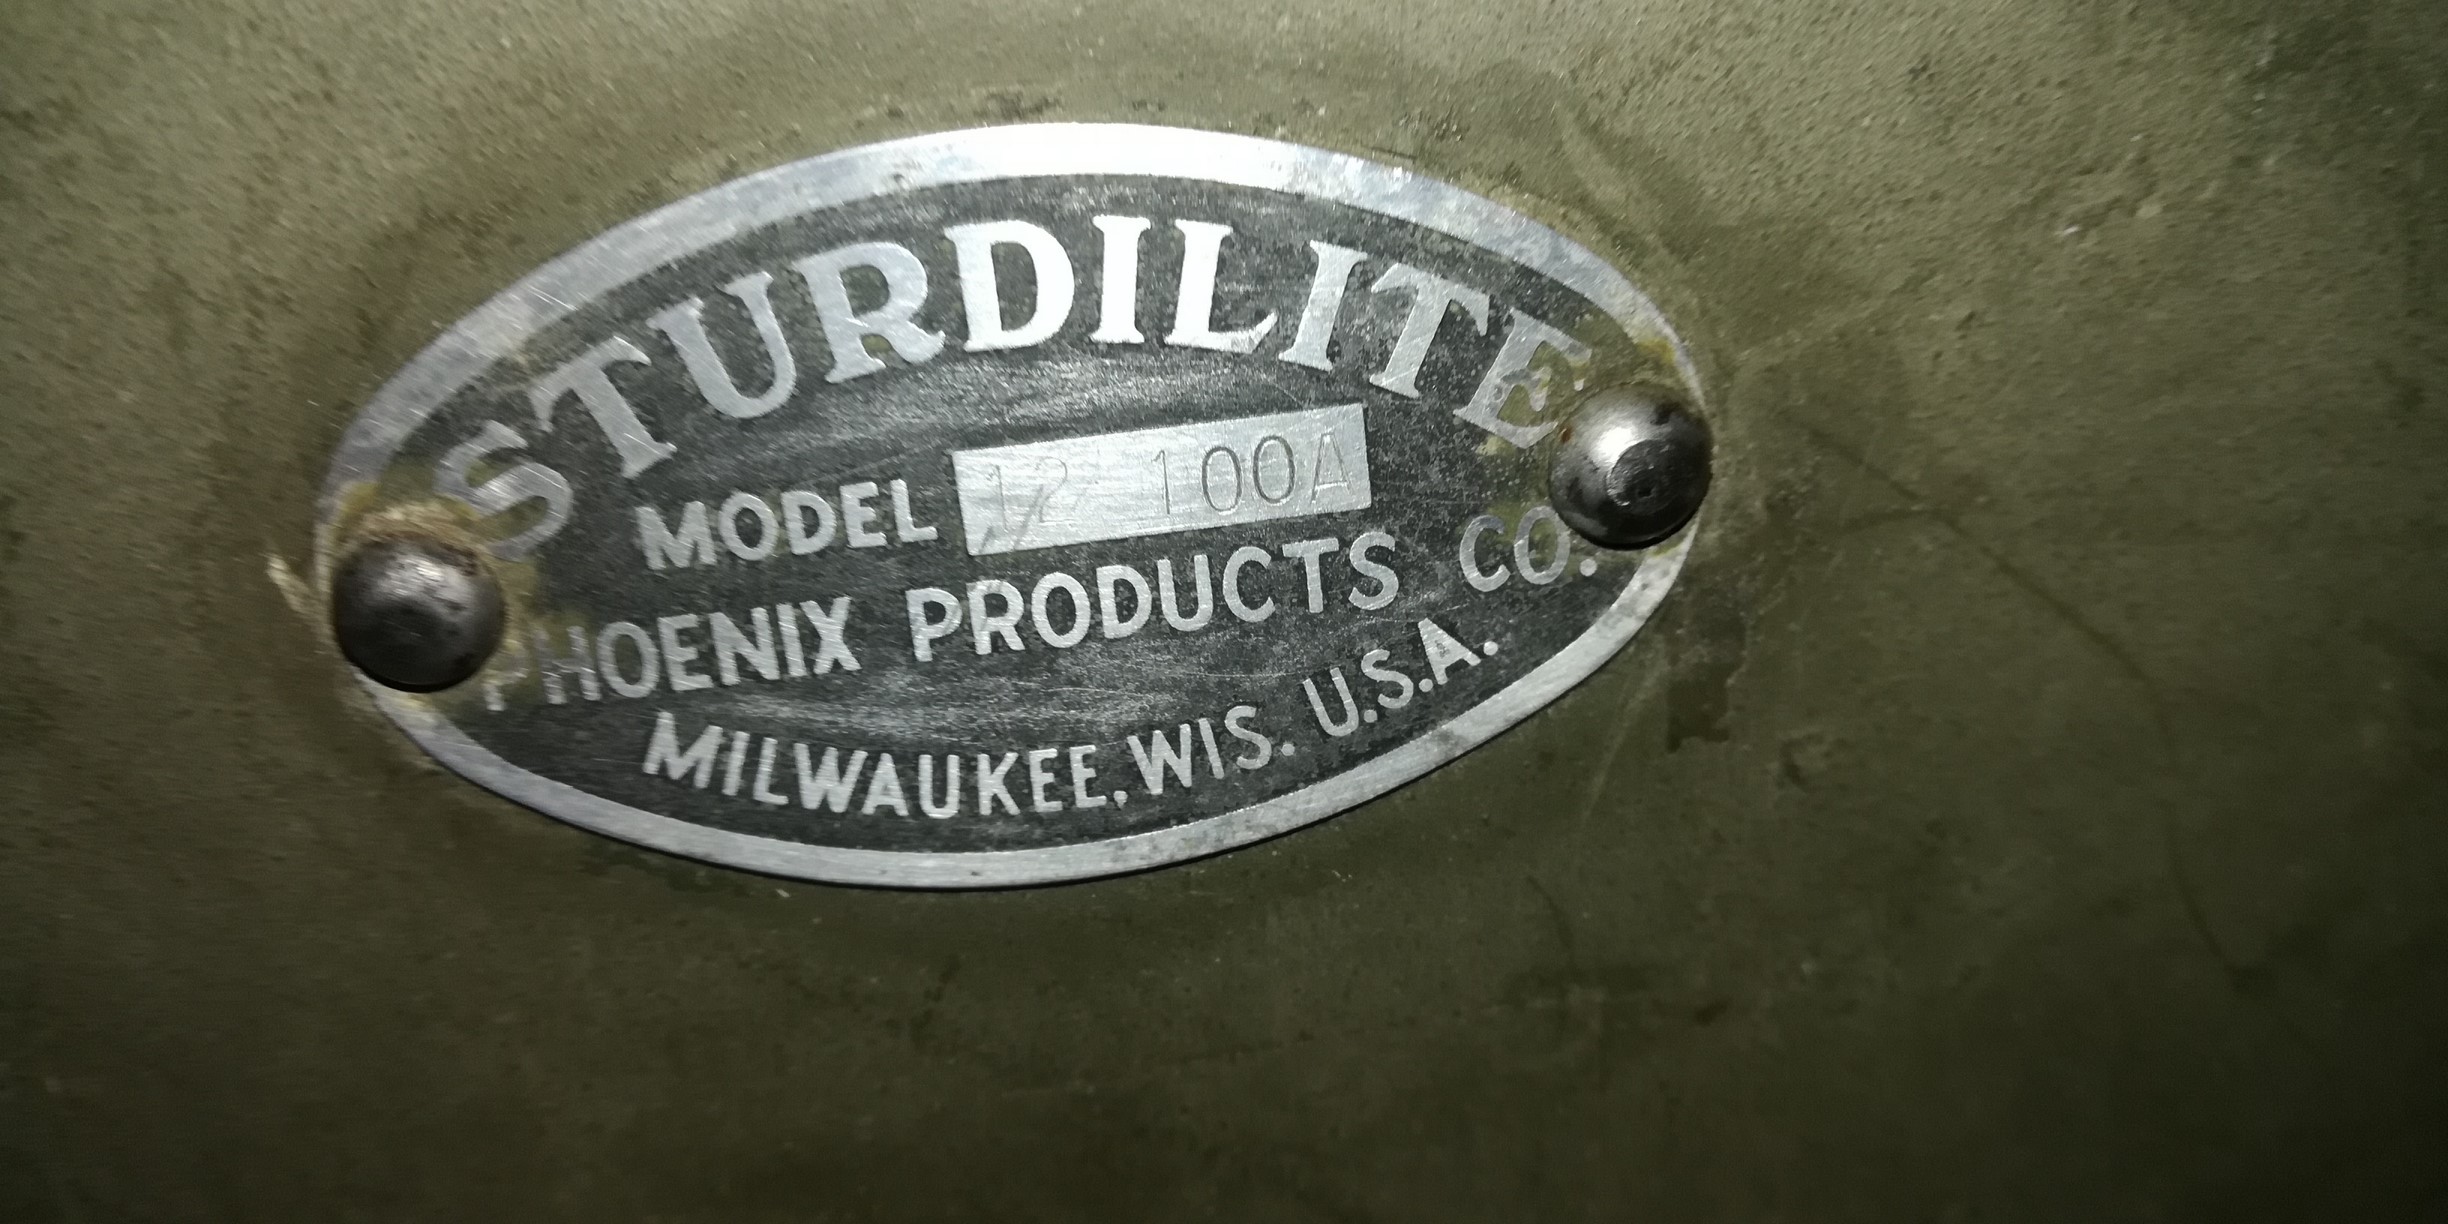 STURDILITE
MODEL 12 100A
PHOENIX PRODUCTS CO.
MILWAUKEE, WIS. U.S.A.